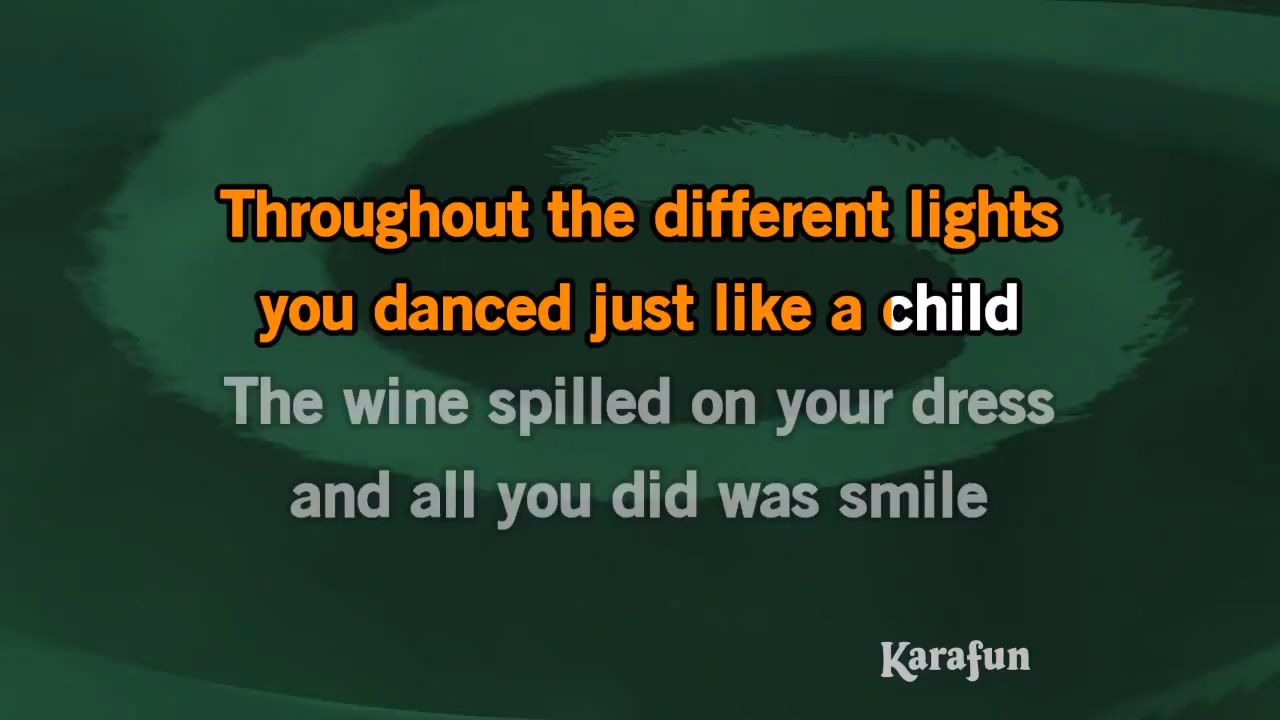 Throughout the different lights
you danced just like a child
The wine spilled on your dress
and all you did was smile
Karafun